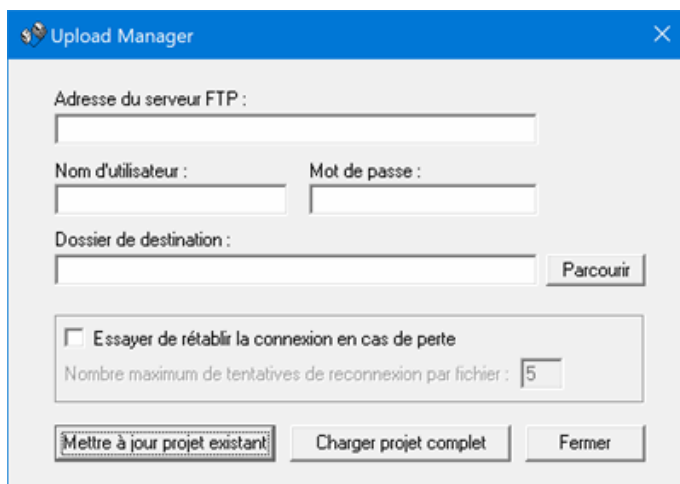 Upload Manager
Adresse du serveur FTP :
Nom d'utilisateur : Mot de passe :
Dossier de destination :
Parcourir
Essayer de rétablir la connexion en cas de perte
Nombre maximum de tentatives de reconnexion par fichier : 5
Mettre à jour projet existant Charger projet complet Fermer